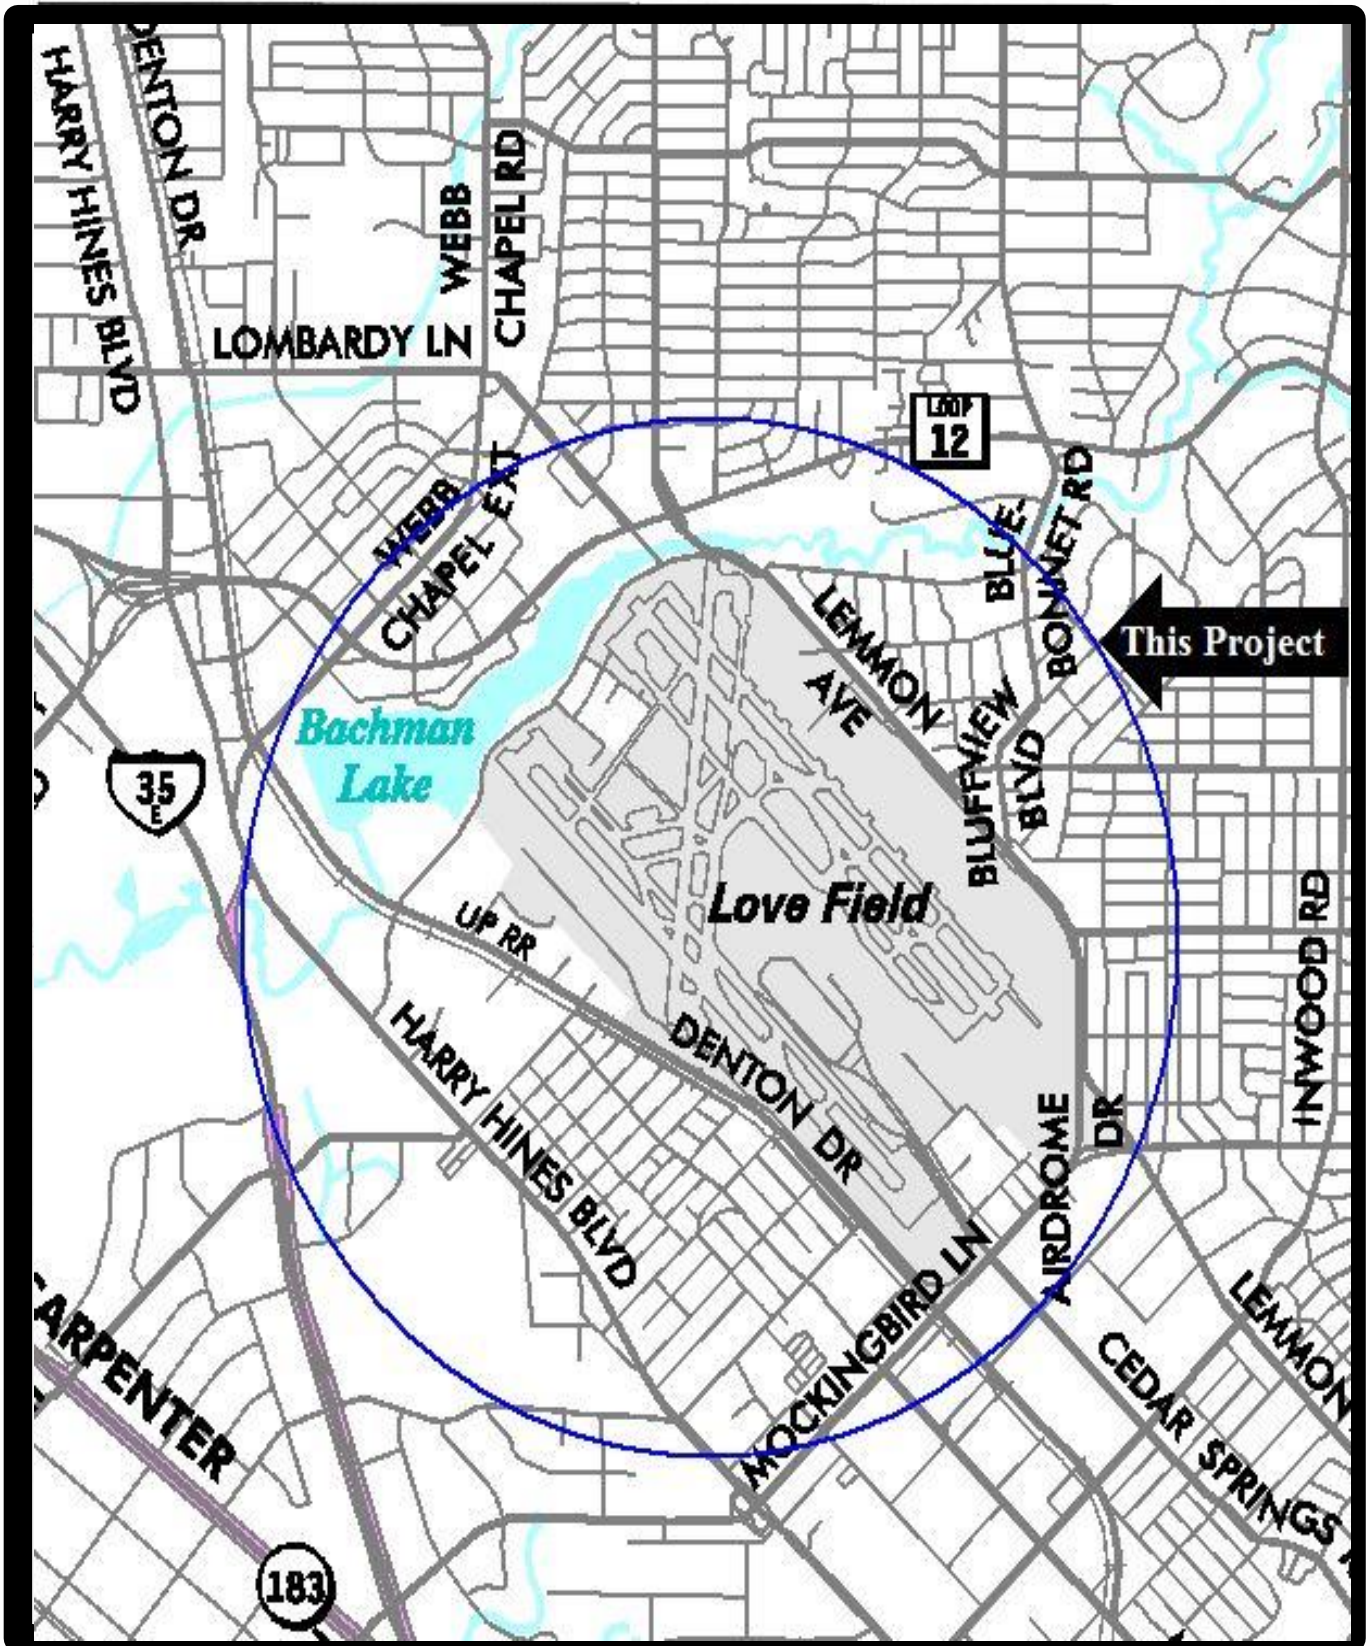 HARRY HINES BLVD
DENTON DR
WEBB
CHAPEL RD
LOMBARDY LN
LOOP
12
WEBB
CHAPEL EXT
BLUE-
BONNET RD
This Project
LEMMON
AVE
BLUFFVIEW
BLVD
Bachman
Lake
35
E
Love Field
UP RR
INWOOD RD
HARRY HINES BLVD
DENTON DR
AIRDROME
DR
MOCKINGBIRD LN
LEMMON
CEDAR SPRINGS
CARPENTER
183